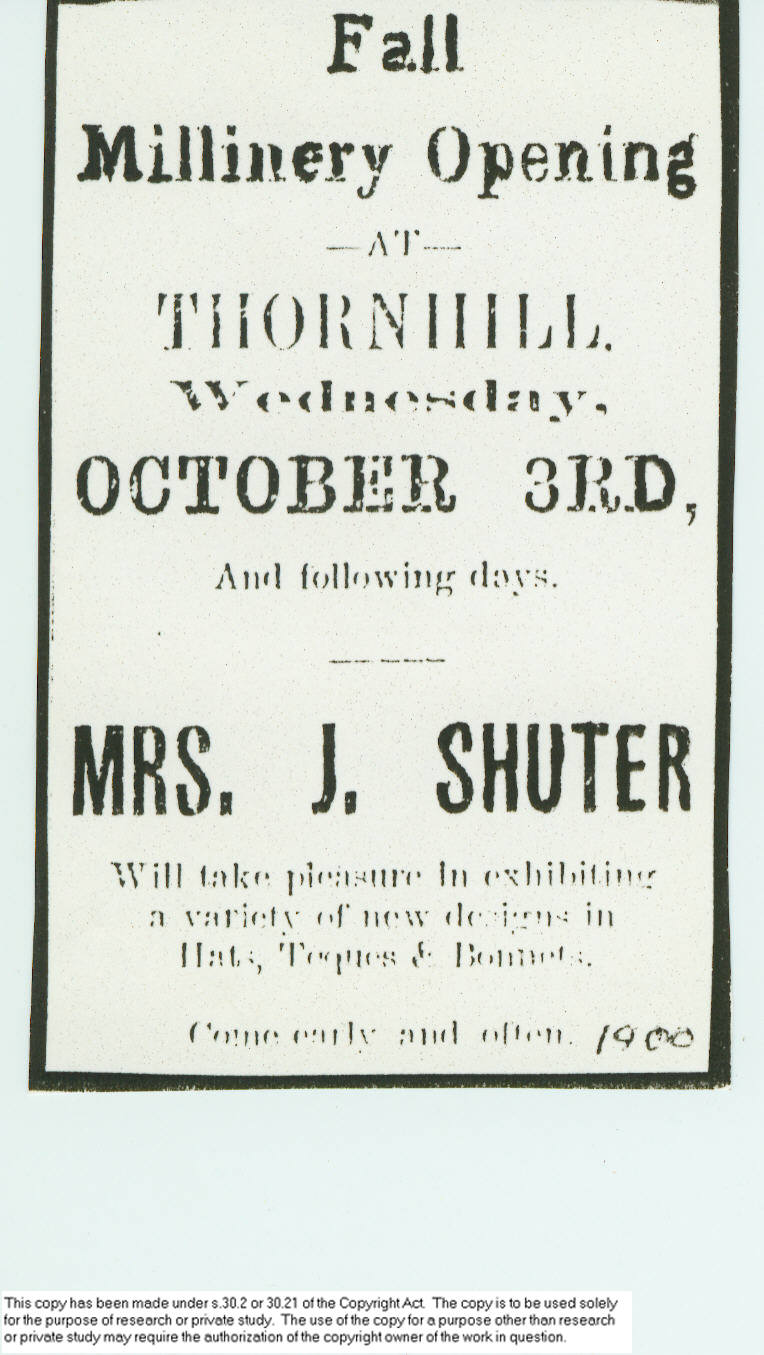 Fall
Millinery Opening
—AT—
THORNHILL.
Wednesday,
OCTOBER 3RD,
And following days.
MRS. J. SHUTER
Will take pleasure in exhibiting
a variety of new designs in
Hats, Toques & Bonnets.
Come early and often. 1900
This copy has been made under s.30.2 or 30.21 of the Copyright Act. The copy is to be used solely
for the purpose of research or private study. The use of the copy for a purpose other than research
or private study may require the authorization of the copyright owner of the work in question.